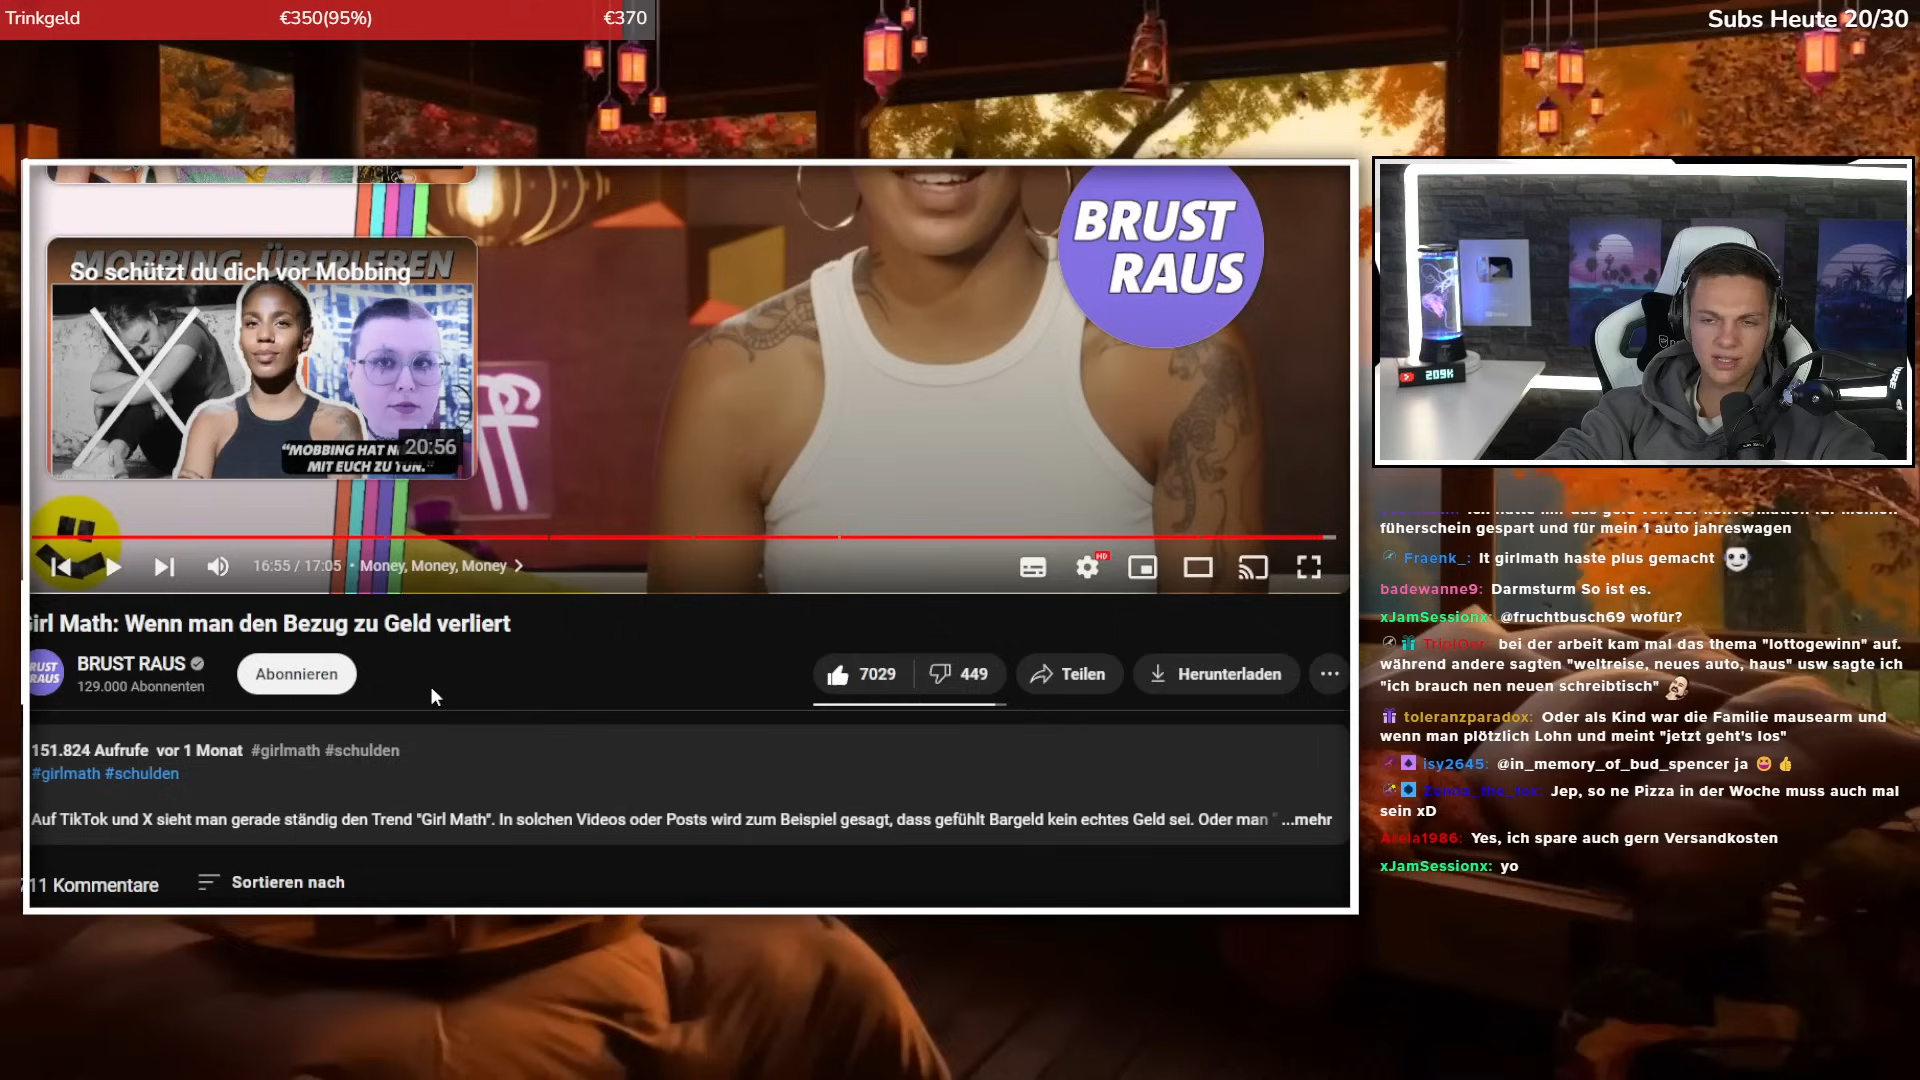 Trinkgeld €350(95%) €370
Subs Heute 20/30
MOBBING ÜBERLEBEN
So schützt du dich vor Mobbing
"MOBBING HAT
20:56
MIT EUCH ZU TUN."
BRUST
RAUS
16:55 / 17:05 • Money, Money, Money
HD
irl Math: Wenn man den Bezug zu Geld verliert
RUST
RAUS
BRUST RAUS
129.000 Abonnenten
Abonnieren
7029
449
Teilen
Herunterladen
151.824 Aufrufe vor 1 Monat #girlmath #schulden
#girlmath #schulden
Auf TikTok und X sieht man gerade ständig den Trend "Girl Math". In solchen Videos oder Posts wird zum Beispiel gesagt, dass gefühlt Bargeld kein echtes Geld sei. Oder man " ...mehr
11 Kommentare
Sortieren nach
209K
führerschein gespart und für mein 1 auto jahreswagen
Fraenk_: lt girlmath haste plus gemacht
badewanne9: Darmsturm So ist es.
xJamSessionx: @fruchtbusch69 wofür?
bei der arbeit kam mal das thema "lottogewinn" auf.
während andere sagten "weltreise, neues auto, haus" usw sagte ich
"ich brauch nen neuen schreibtisch"
toleranzparadox: Oder als Kind war die Familie mausearm und
wenn man plötzlich Lohn und meint "jetzt geht's los"
isy2645: @in_memory_of_bud_spencer ja
Jep, so ne Pizza in der Woche muss auch mal
sein xD
Arela1986: Yes, ich spare auch gern Versandkosten
xJamSessionx: yo